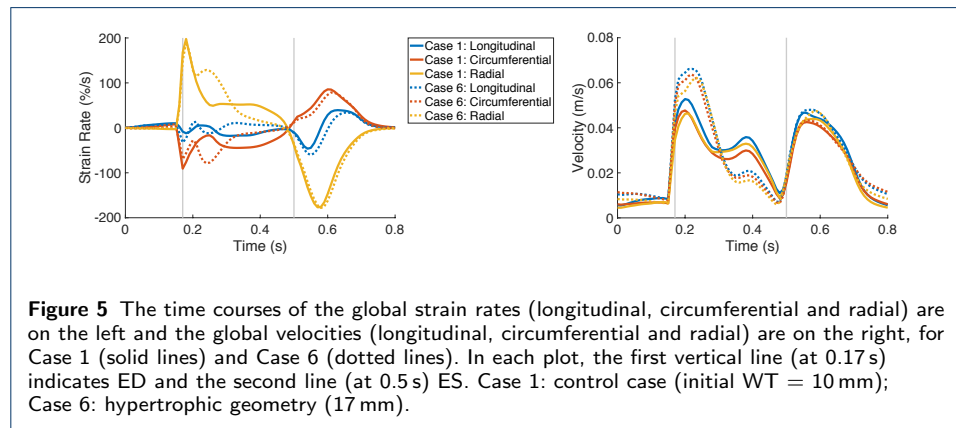 200
100
0
-100
-200
Strain Rate (%/s)
0 0.2 0.4 0.6 0.8
Time (s)
Case 1: Longitudinal
Case 1: Circumferential
Case 1: Radial
Case 6: Longitudinal
Case 6: Circumferential
Case 6: Radial
0.08
0.06
0.04
0.02
0
Velocity (m/s)
0 0.2 0.4 0.6 0.8
Time (s)
Figure 5 The time courses of the global strain rates (longitudinal, circumferential and radial) are
on the left and the global velocities (longitudinal, circumferential and radial) are on the right, for
Case 1 (solid lines) and Case 6 (dotted lines). In each plot, the first vertical line (at 0.17 s)
indicates ED and the second line (at 0.5 s) ES. Case 1: control case (initial WT = 10 mm);
Case 6: hypertrophic geometry (17 mm).